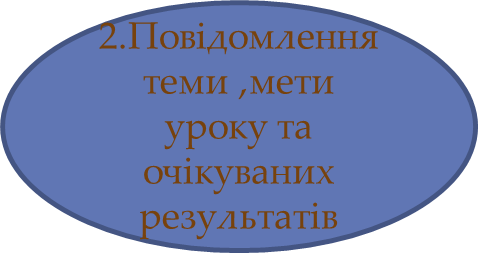 2.Повідомлення
теми ,мети
уроку та
очікуваних
результатів